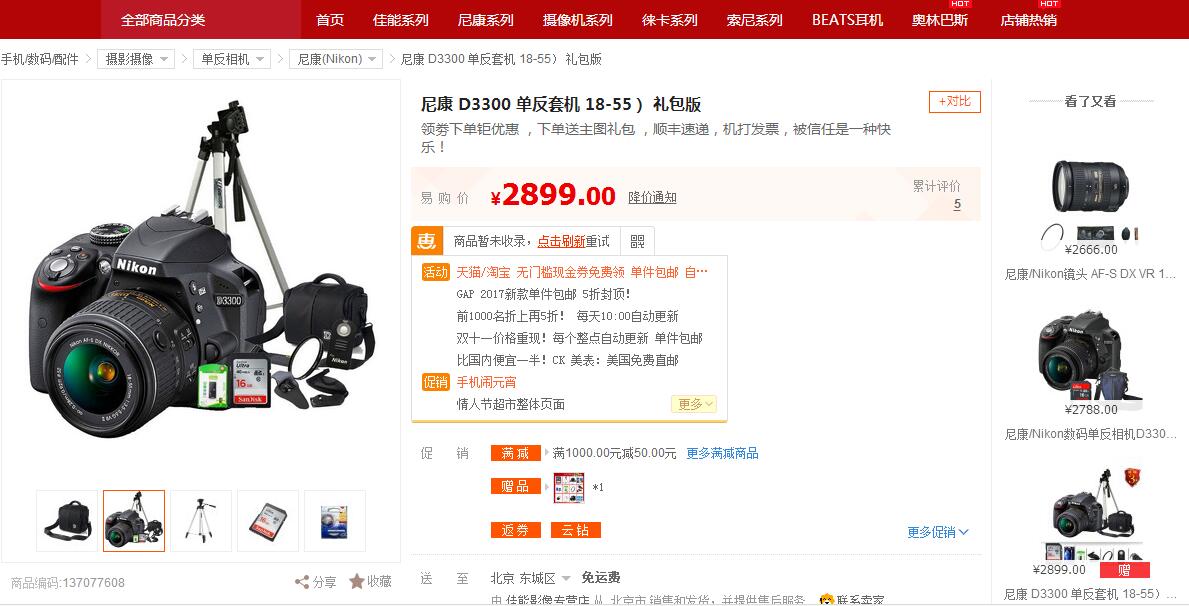 全部商品分类 首页 佳能系列 尼康系列 摄像机系列 徕卡系列 索尼系列 BEATS耳机 奥林巴斯 HOT 店铺热销 HOT
手机/数码/配件 摄影摄像 单反相机 尼康(Nikon) 尼康 D3300 单反套机 18-55） 礼包版
尼康 D3300 单反套机 18-55 ） 礼包版
+对比
领券下单钜优惠 ，下单送主图礼包 ，顺丰速递，机打发票，被信任是一种快
乐！
易购价 ¥2899.00 降价通知
累计评价
5
惠 商品暂未收录，点击刷新重试
活动 天猫/淘宝 无门槛现金券免费领 单件包邮 自···
GAP 2017新款单件包邮 5折封顶！
前1000名折上再5折！ 每天10:00自动更新
双十一价格重现！每个整点自动更新 单件包邮
比国内便宜一半！CK 美表：美国免费直邮
促销 手机闹元宵
情人节超市整体页面
更多
促销 满减 满1000.00元减50.00元 更多满减商品
赠品 *1
返券 云钻
更多促销
送至 北京 东城区 免运费
由 佳能影像专营店 从 北京市 销售和发货，并提供售后服务 联系卖家
Nikon
D3300
Ultra
16
SanDisk
Nikon
商品编码:137077608
分享 收藏
看了又看
¥2666.00
尼康/Nikon镜头 AF-S DX VR 1...
¥2788.00
尼康/Nikon数码单反相机D330...
¥2899.00
赠
尼康 D3300 单反套机 18-55）...